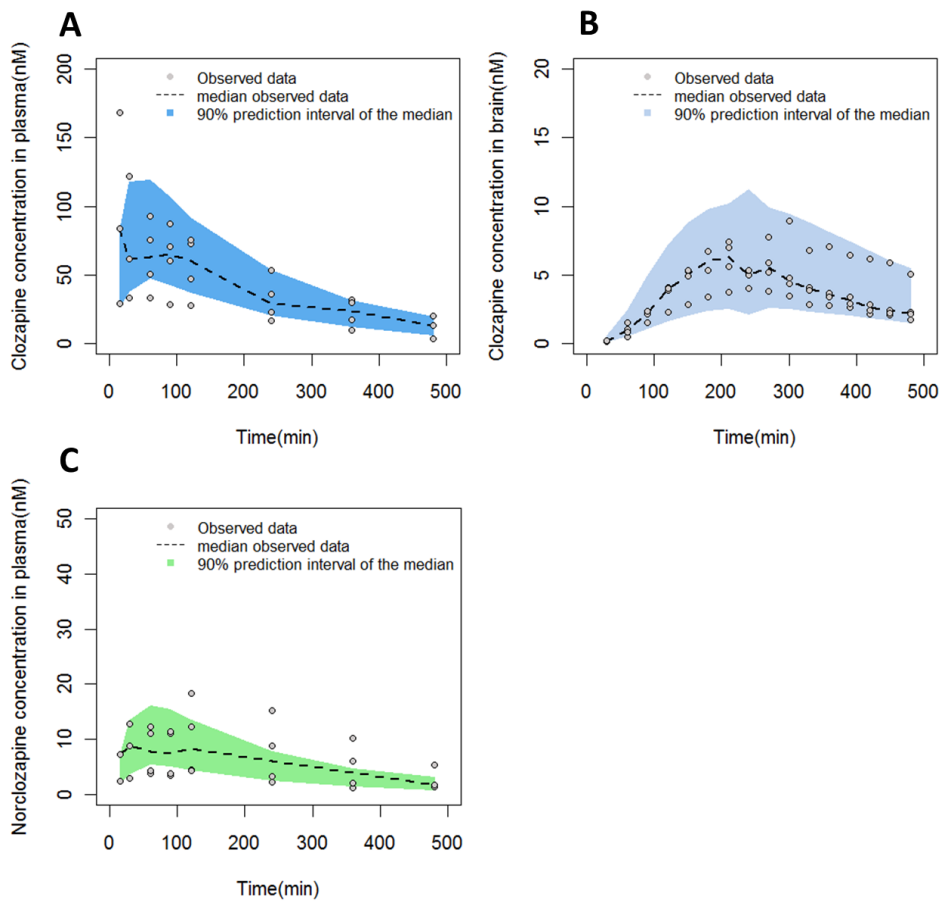 A
Clozapine concentration in plasma(nM)
200
150
100
50
0
Observed data
median observed data
90% prediction interval of the median
0 100 200 300 400 500
Time(min)
B
Clozapine concentration in brain(nM)
20
15
10
5
0
Observed data
median observed data
90% prediction interval of the median
0 100 200 300 400 500
Time(min)
C
Norclozapine concentration in plasma(nM)
50
40
30
20
10
0
Observed data
median observed data
90% prediction interval of the median
0 100 200 300 400 500
Time(min)